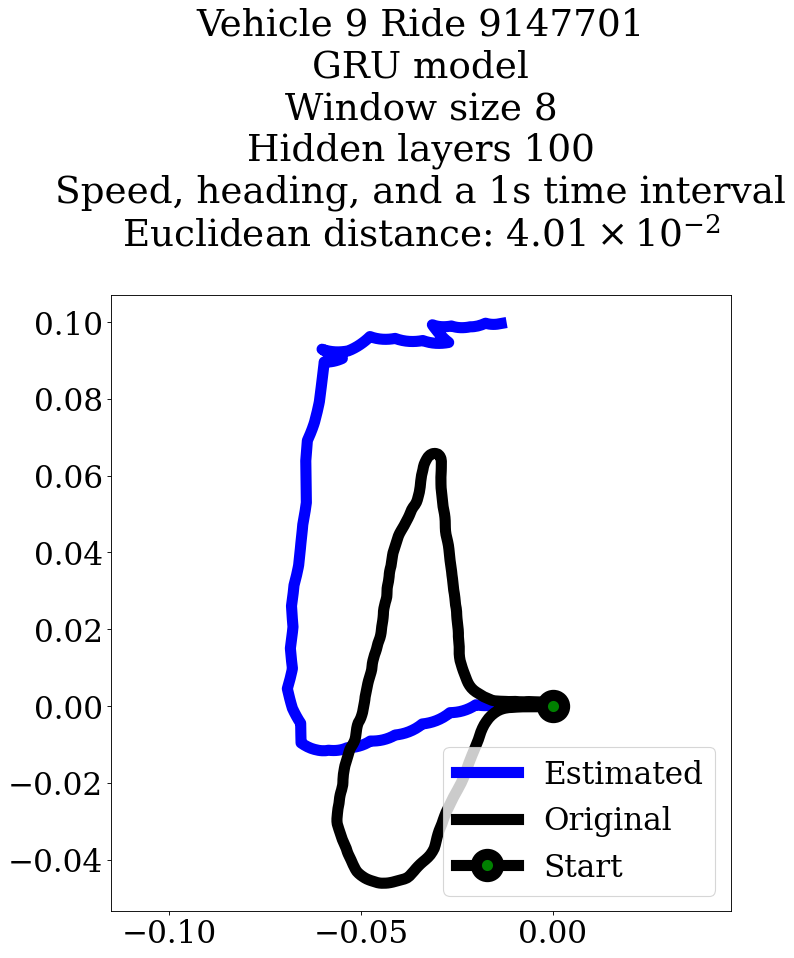 Vehicle 9 Ride 9147701
GRU model
Window size 8
Hidden layers 100
Speed, heading, and a 1s time interval
Euclidean distance: 4.01 × 10⁻²
0.10
0.08
0.06
0.04
0.02
0.00
−0.02
−0.04
Estimated
Original
Start
−0.10
−0.05
0.00